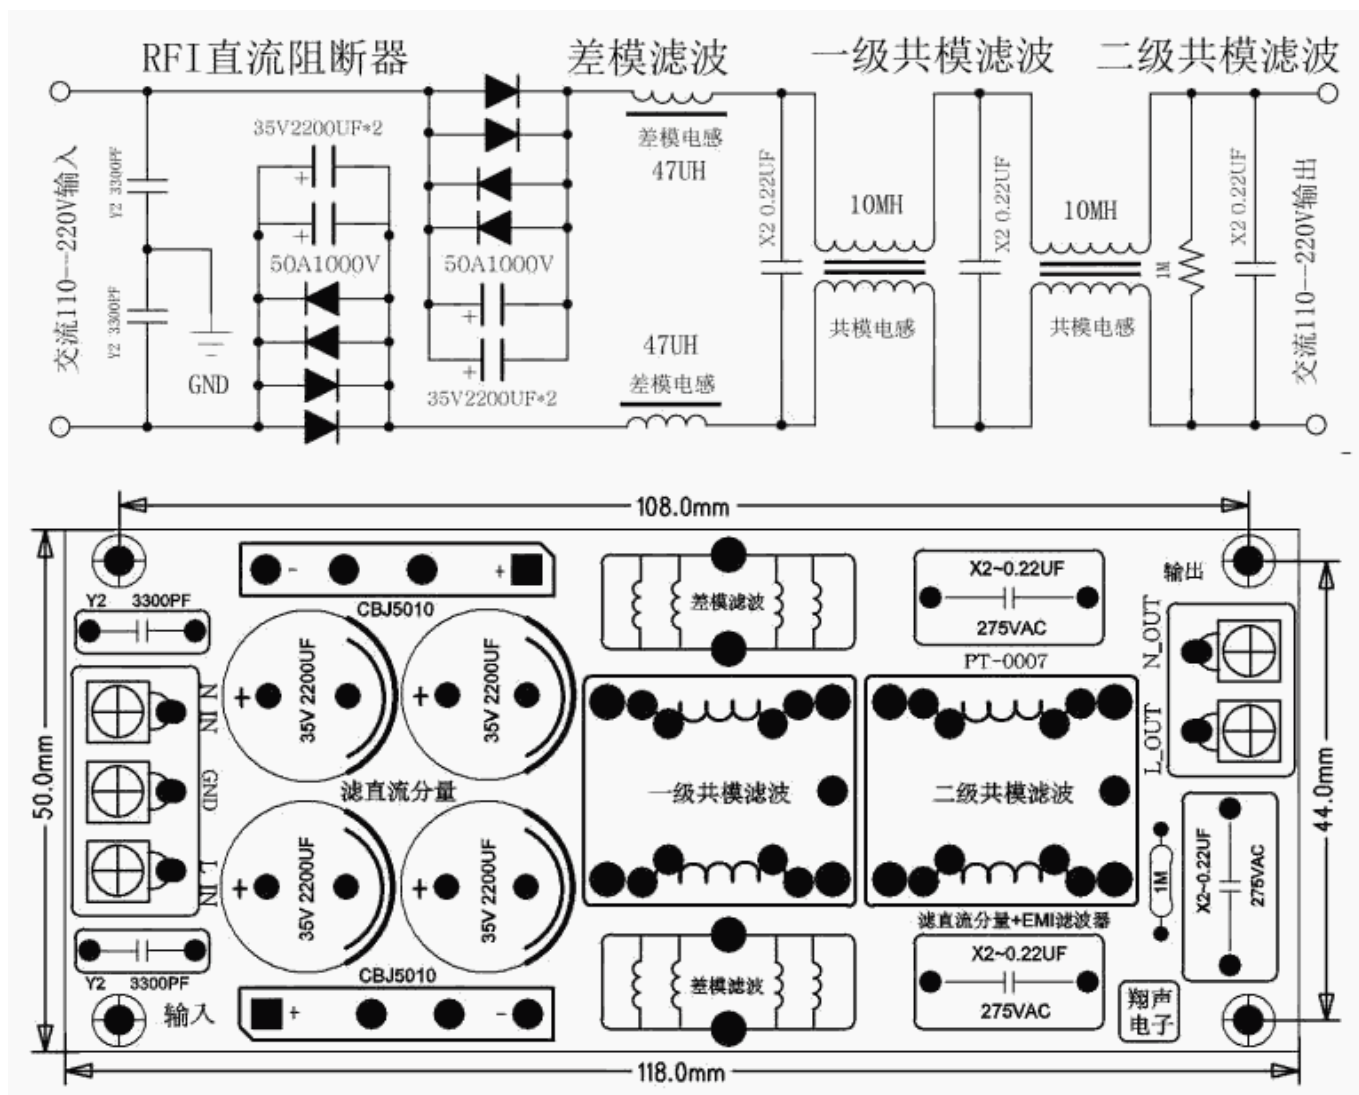 RFI直流阻断器
差模滤波
一级共模滤波
二级共模滤波
35V2200UF*2
差模电感
47UH
Y2 3300PF
交流110--220V输入
50A1000V
50A1000V
X2 0.22UF
10MH
X2 0.22UF
10MH
1M
X2 0.22UF
交流110--220V输出
Y2 3300PF
共模电感
共模电感
47UH
差模电感
GND
35V2200UF*2
108.0mm
CBJ5010
差模滤波
X2~0.22UF
275VAC
输出
Y2 3300PF
PT-0007
N_OUT
L_OUT
N_IN
GND
L_IN
35V 2200UF
35V 2200UF
滤直流分量
35V 2200UF
35V 2200UF
一级共模滤波
二级共模滤波
50.0mm
44.0mm
1M
X2~0.22UF
275VAC
滤直流分量+EMI滤波器
Y2 3300PF
输入
CBJ5010
差模滤波
X2~0.22UF
275VAC
翔声
电子
118.0mm